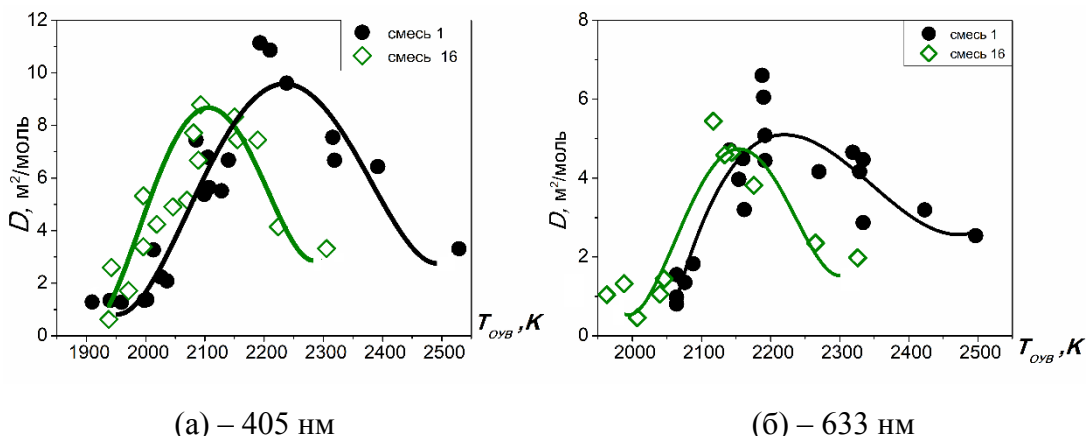 12
10
8
6
4
2
0
D, м²/моль
смесь 1
смесь 16
1900 2000 2100 2200 2300 2400 2500
T_ОУВ ,К
(а) – 405 нм
8
6
4
2
0
D, м²/моль
смесь 1
смесь 16
2000 2100 2200 2300 2400 2500
T_ОУВ ,К
(б) – 633 нм